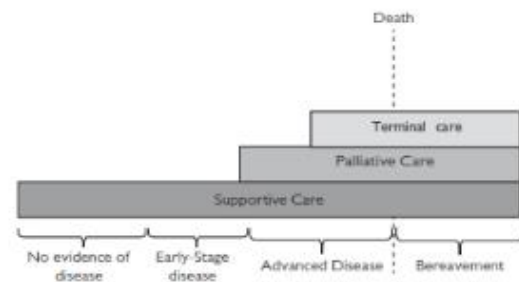 Death
Terminal care
Palliative Care
Supportive Care
No evidence of
disease
Early-Stage
disease
Advanced Disease
Bereavement